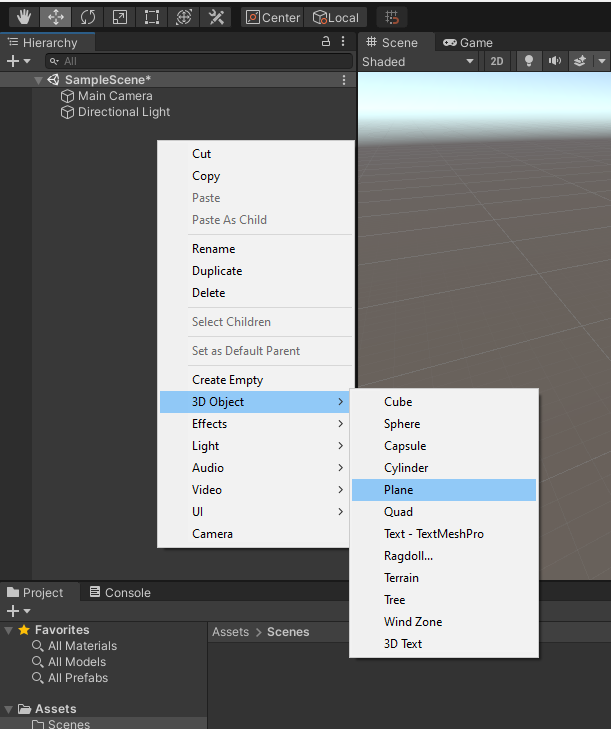 Center
Local
Hierarchy
Scene
Game
All
Shaded
2D
SampleScene*
Main Camera
Directional Light
Cut
Copy
Paste
Paste As Child
Rename
Duplicate
Delete
Select Children
Set as Default Parent
Create Empty
3D Object
Effects
Light
Audio
Video
UI
Camera
Cube
Sphere
Capsule
Cylinder
Plane
Quad
Text - TextMeshPro
Ragdoll...
Terrain
Tree
Wind Zone
3D Text
Project
Console
Favorites
All Materials
All Models
All Prefabs
Assets
Scenes
Assets > Scenes